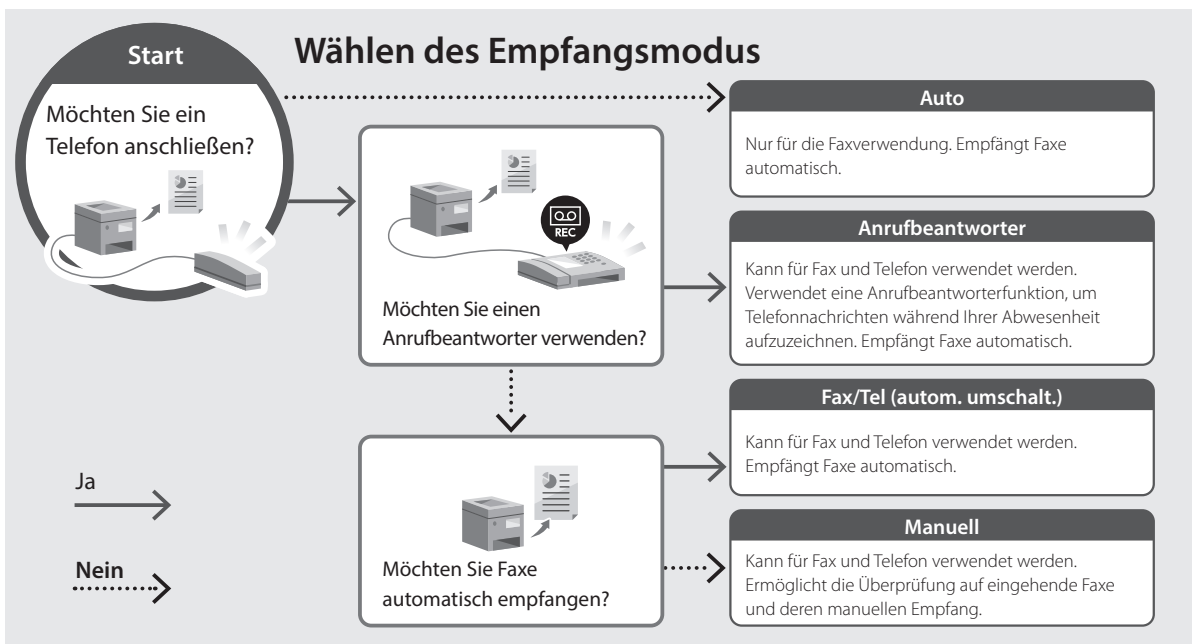 Wählen des Empfangsmodus
Start
Möchten Sie ein
Telefon anschließen?
REC
Möchten Sie einen
Anrufbeantworter verwenden?
Möchten Sie Faxe
automatisch empfangen?
Auto
Nur für die Faxverwendung. Empfängt Faxe
automatisch.
Anrufbeantworter
Kann für Fax und Telefon verwendet werden.
Verwendet eine Anrufbeantworterfunktion, um
Telefonnachrichten während Ihrer Abwesenheit
aufzuzeichnen. Empfängt Faxe automatisch.
Fax/Tel (autom. umschalt.)
Kann für Fax und Telefon verwendet werden.
Empfängt Faxe automatisch.
Manuell
Kann für Fax und Telefon verwendet werden.
Ermöglicht die Überprüfung auf eingehende Faxe
und deren manuellen Empfang.
Ja
Nein